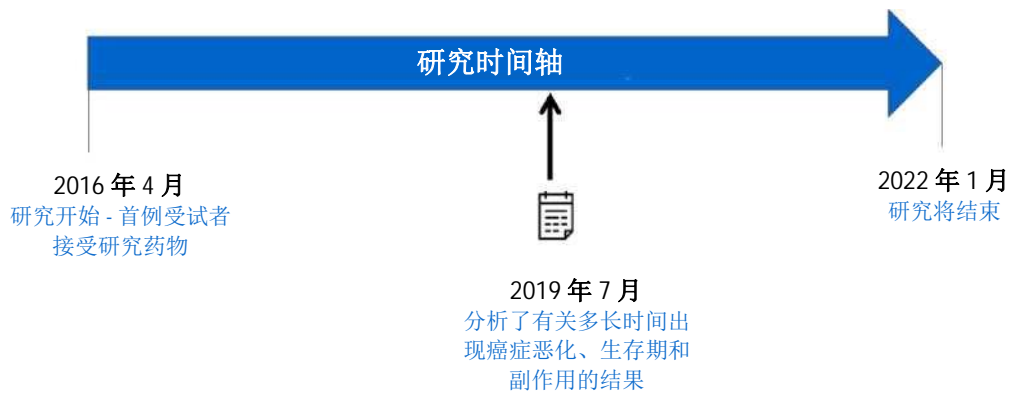 研究时间轴
2016 年 4 月
研究开始 - 首例受试者
接受研究药物
2019 年 7 月
分析了有关多长时间出
现癌症恶化、生存期和
副作用的结果
2022 年 1 月
研究将结束